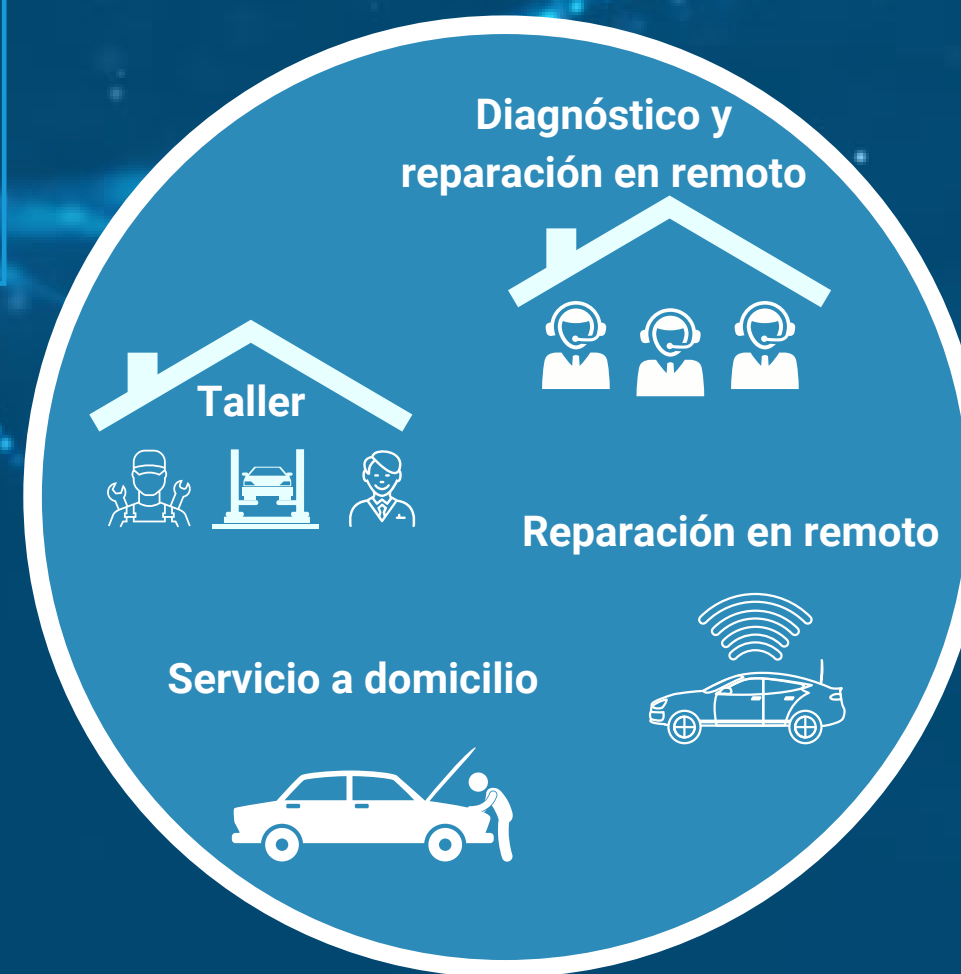 Diagnóstico y
reparación en remoto
Taller
Reparación en remoto
Servicio a domicilio